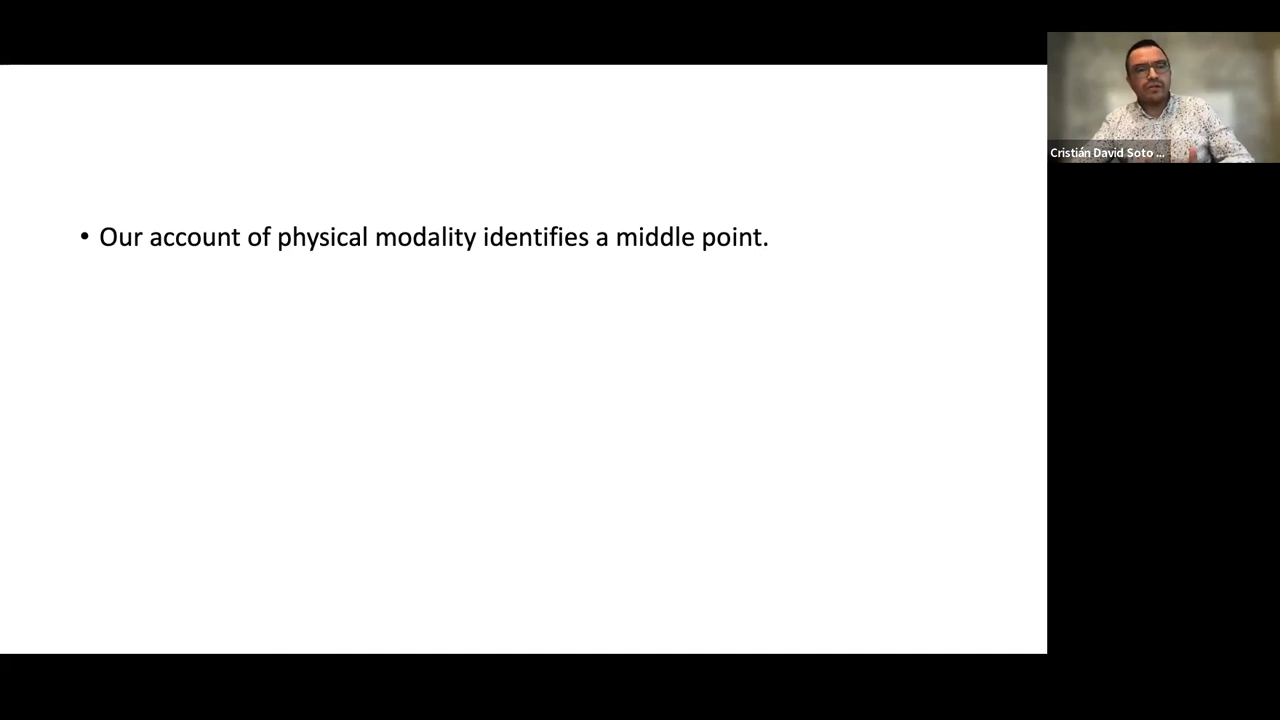 • Our account of physical modality identifies a middle point.
Cristián David Soto ...